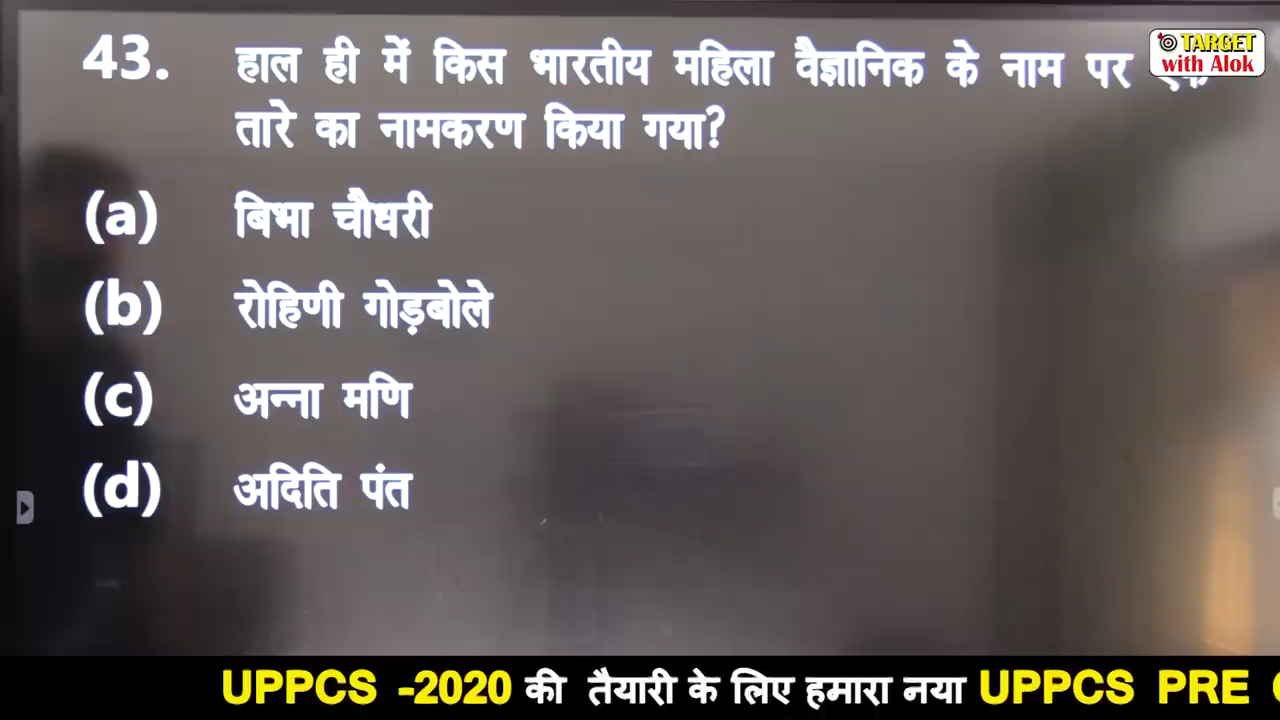 TARGET
with Alok
43. हाल ही में किस भारतीय महिला वैज्ञानिक के नाम पर
तारे का नामकरण किया गया?
(a) बिभा चौधरी
(b) रोहिणी गोड़बोले
(c) अन्ना मणि
(d) अदिति पंत
UPPCS -2020 की तैयारी के लिए हमारा नया UPPCS PRE